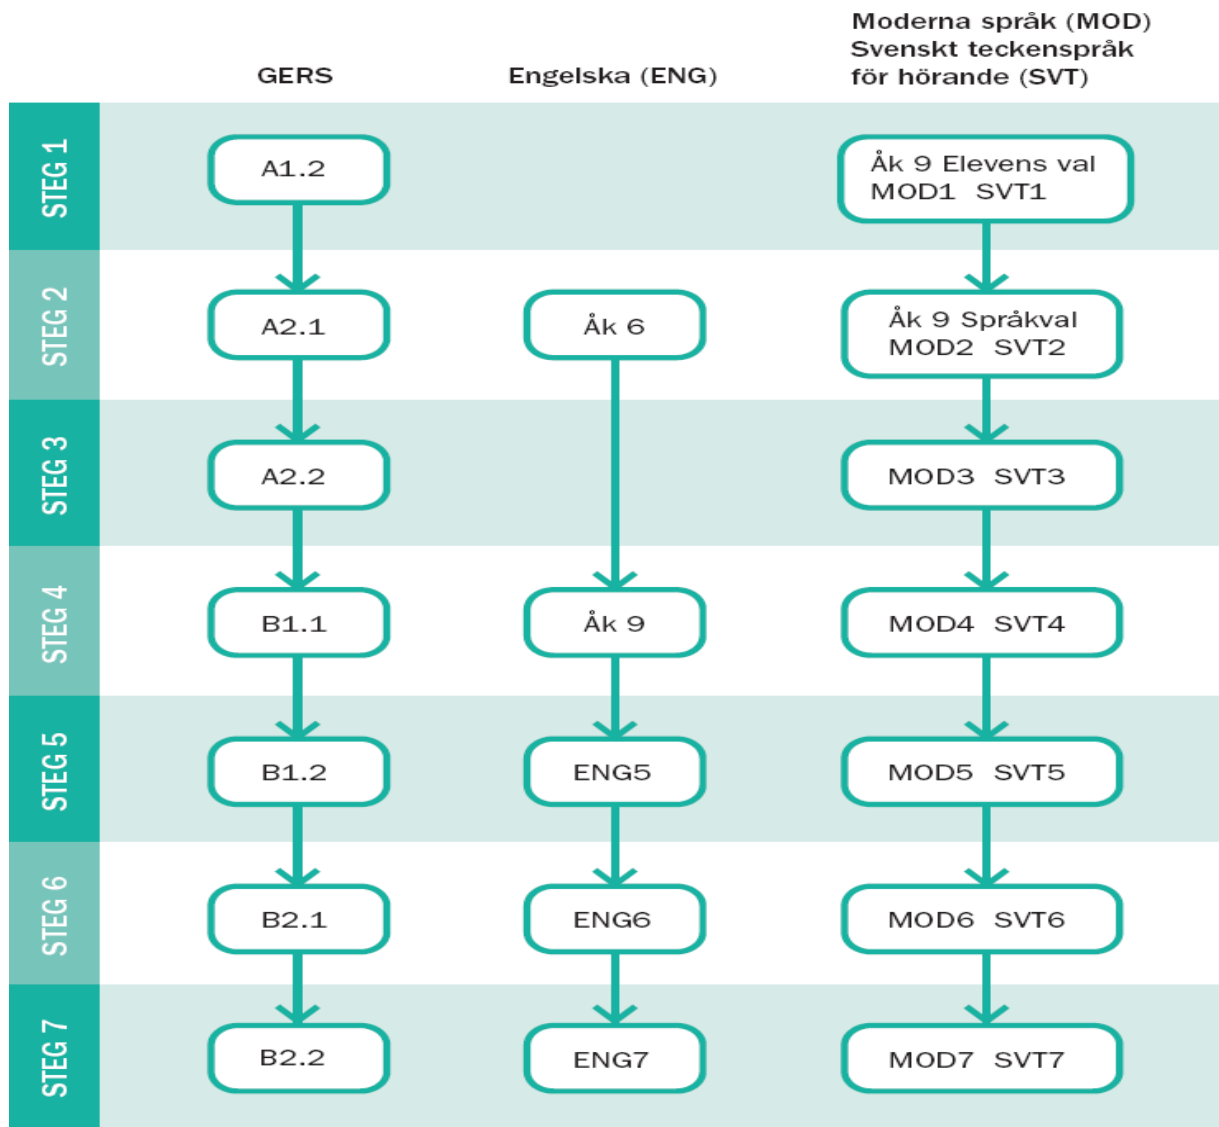 GERS
Engelska (ENG)
Moderna språk (MOD)
Svenskt teckenspråk
för hörande (SVT)
STEG 1
A1.2
Åk 9 Elevens val
MOD1 SVT1
STEG 2
A2.1
Åk 6
Åk 9 Språkval
MOD2 SVT2
STEG 3
A2.2
MOD3 SVT3
STEG 4
B1.1
Åk 9
MOD4 SVT4
STEG 5
B1.2
ENG5
MOD5 SVT5
STEG 6
B2.1
ENG6
MOD6 SVT6
STEG 7
B2.2
ENG7
MOD7 SVT7